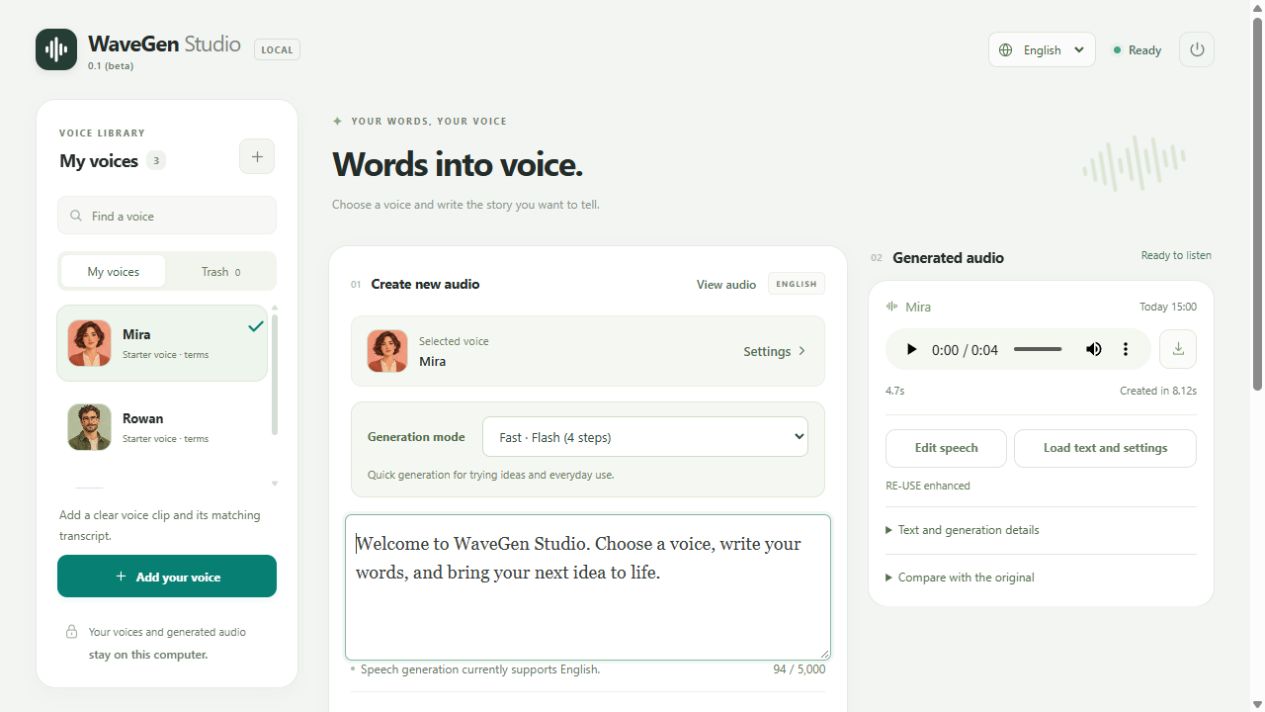 WaveGen Studio
0.1 (beta)
LOCAL
English
Ready
VOICE LIBRARY
My voices 3
Find a voice
My voices
Trash 0
Mira
Starter voice · terms
Rowan
Starter voice · terms
Add a clear voice clip and its matching
transcript.
+ Add your voice
Your voices and generated audio
stay on this computer.
YOUR WORDS, YOUR VOICE
Words into voice.
Choose a voice and write the story you want to tell.
01 Create new audio
View audio
ENGLISH
Selected voice
Mira
Settings
Generation mode
Fast · Flash (4 steps)
Quick generation for trying ideas and everyday use.
Welcome to WaveGen Studio. Choose a voice, write your
words, and bring your next idea to life.
Speech generation currently supports English.
94 / 5,000
02 Generated audio
Ready to listen
Mira
Today 15:00
0:00 / 0:04
4.7s
Created in 8.12s
Edit speech
Load text and settings
RE-USE enhanced
Text and generation details
Compare with the original